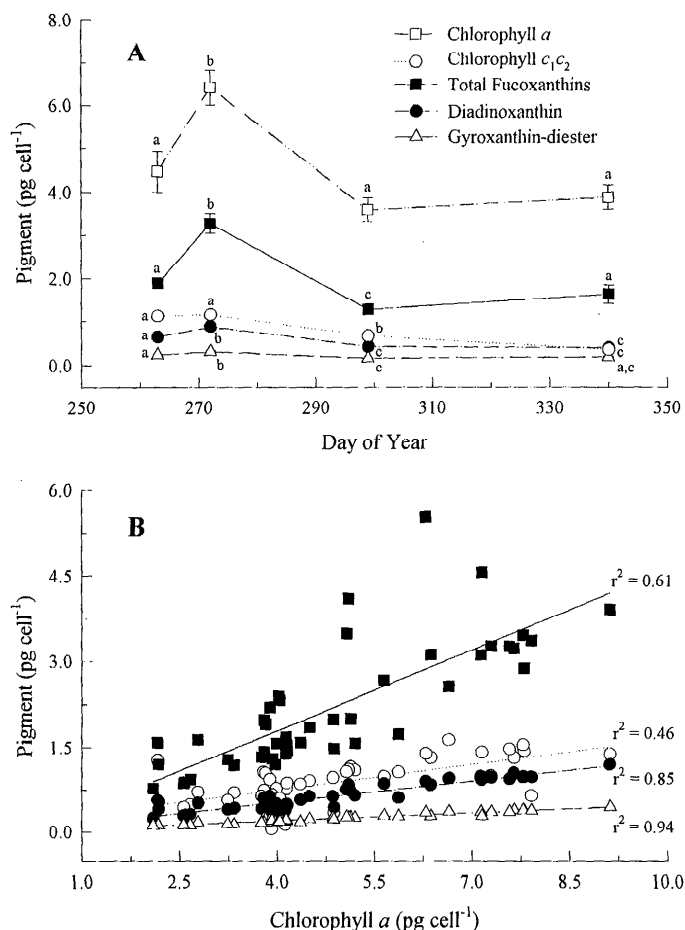 A
8.0
6.0
4.0
2.0
0.0
Pigment (pg cell⁻¹)
Chlorophyll a
Chlorophyll c₁c₂
Total Fucoxanthins
Diadinoxanthin
Gyroxanthin-diester
a
b
a
a
a
b
c
a
a
a
b
c
a
b
c
c
a
b
c
a,c
250
270
290
310
330
350
Day of Year
B
6.0
4.5
3.0
1.5
0.0
Pigment (pg cell⁻¹)
r² = 0.61
r² = 0.46
r² = 0.85
r² = 0.94
1.0
2.5
4.0
5.5
7.0
8.5
10.0
Chlorophyll a (pg cell⁻¹)